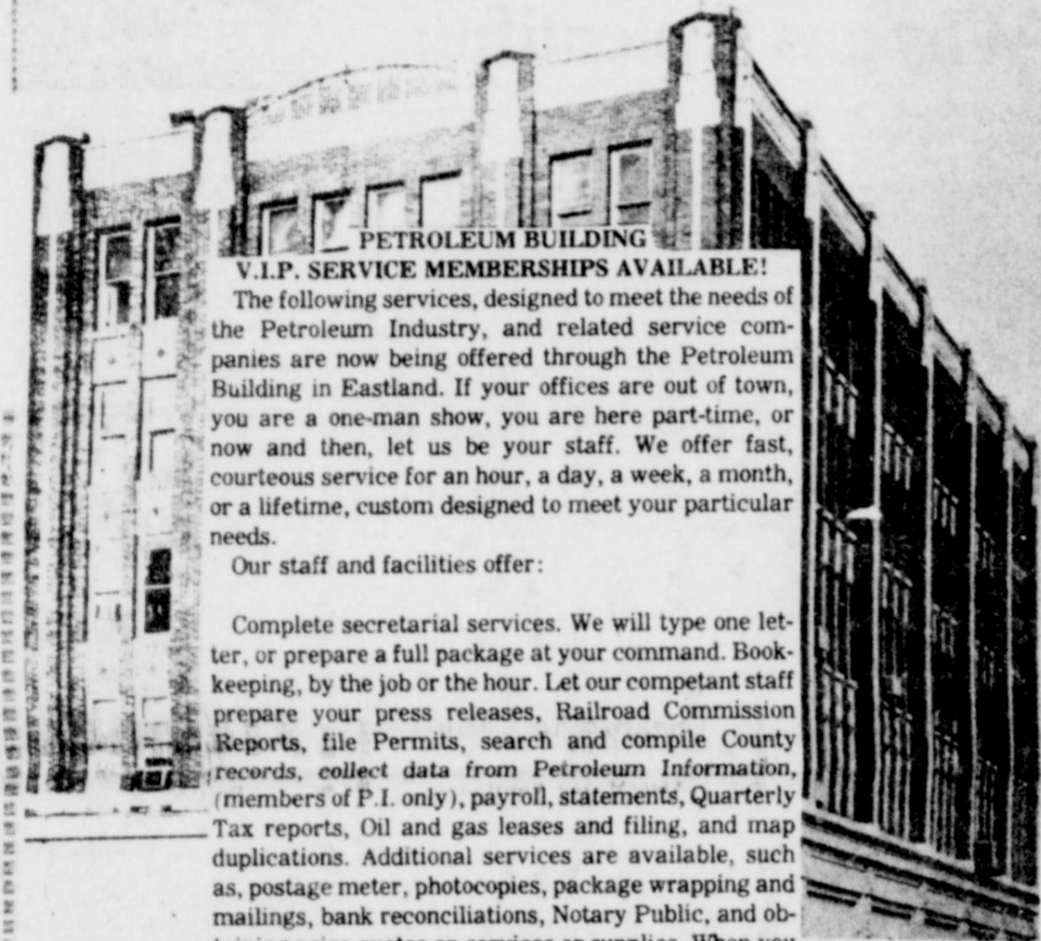 PETROLEUM BUILDING
V.I.P. SERVICE MEMBERSHIPS AVAILABLE!
The following services, designed to meet the needs of
the Petroleum Industry, and related service com-
panies are now being offered through the Petroleum
Building in Eastland. If your offices are out of town,
you are a one-man show, you are here part-time, or
now and then, let us be your staff. We offer fast,
courteous service for an hour, a day, a week, a month,
or a lifetime, custom designed to meet your particular
needs.
Our staff and facilities offer:
Complete secretarial services. We will type one let-
ter, or prepare a full package at your command. Book-
keeping, by the job or the hour. Let our competant staff
prepare your press releases, Railroad Commission
Reports, file Permits, search and compile County
records, collect data from Petroleum Information,
(members of P.I. only), payroll, statements, Quarterly
Tax reports, Oil and gas leases and filing, and map
duplications. Additional services are available, such
as, postage meter, photocopies, package wrapping and
mailings, bank reconciliations, Notary Public, and ob-